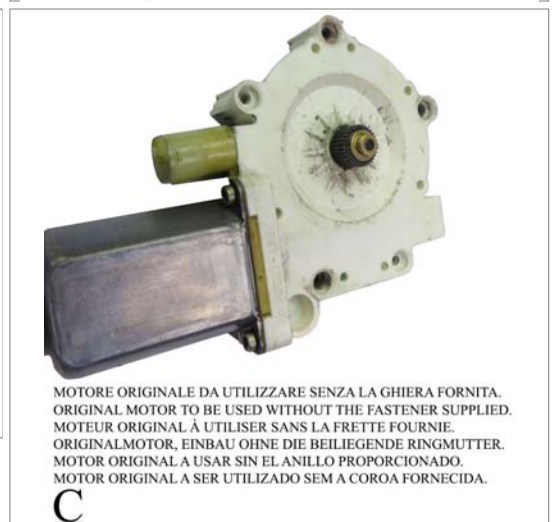 MOTORE ORIGINALE DA UTILIZZARE SENZA LA GHIERA FORNITA.
ORIGINAL MOTOR TO BE USED WITHOUT THE FASTENER SUPPLIED.
MOTEUR ORIGINAL À UTILISER SANS LA FRETTE FOURNIE.
ORIGINALMOTOR, EINBAU OHNE DIE BEILIEGENDE RINGMUTTER.
MOTOR ORIGINAL A USAR SIN EL ANILLO PROPORCIONADO.
MOTOR ORIGINAL A SER UTILIZADO SEM A COROA FORNECIDA.
C